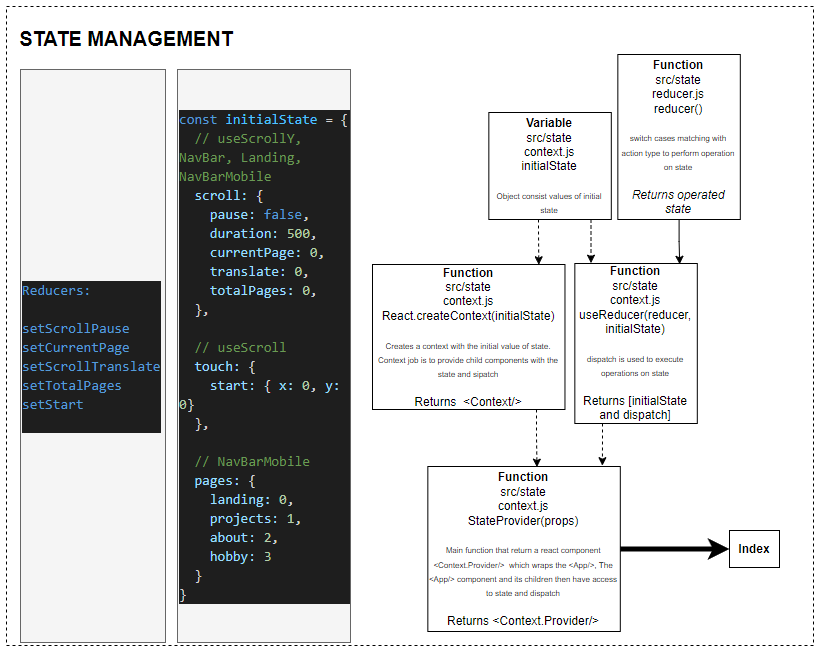 STATE MANAGEMENT
Reducers:
setScrollPause
setCurrentPage
setScrollTranslate
setTotalPages
setStart
const initialState = {
// useScrollY,
NavBar, Landing,
NavBarMobile
scroll: {
pause: false,
duration: 500,
currentPage: 0,
translate: 0,
totalPages: 0,
},
// useScroll
touch: {
start: { x: 0, y:
0}
},
// NavBarMobile
pages: {
landing: 0,
projects: 1,
about: 2,
hobby: 3
}
}
Variable
src/state
context.js
initialState
Object consist values of initial
state
Function
src/state
reducer.js
reducer()
switch cases matching with
action type to perform operation
on state
Returns operated
state
Function
src/state
context.js
React.createContext(initialState)
Creates a context with the initial value of state.
Context job is to provide child components with the
state and sipatch
Returns <Context/>
Function
src/state
context.js
useReducer(reducer,
initialState)
dispatch is used to execute
operations on state
Returns [initialState
and dispatch]
Function
src/state
context.js
StateProvider(props)
Main function that return a react component
<Context.Provider/> which wraps the <App/>, The
<App/> component and its children then have access
to state and dispatch
Returns <Context.Provider/>
Index